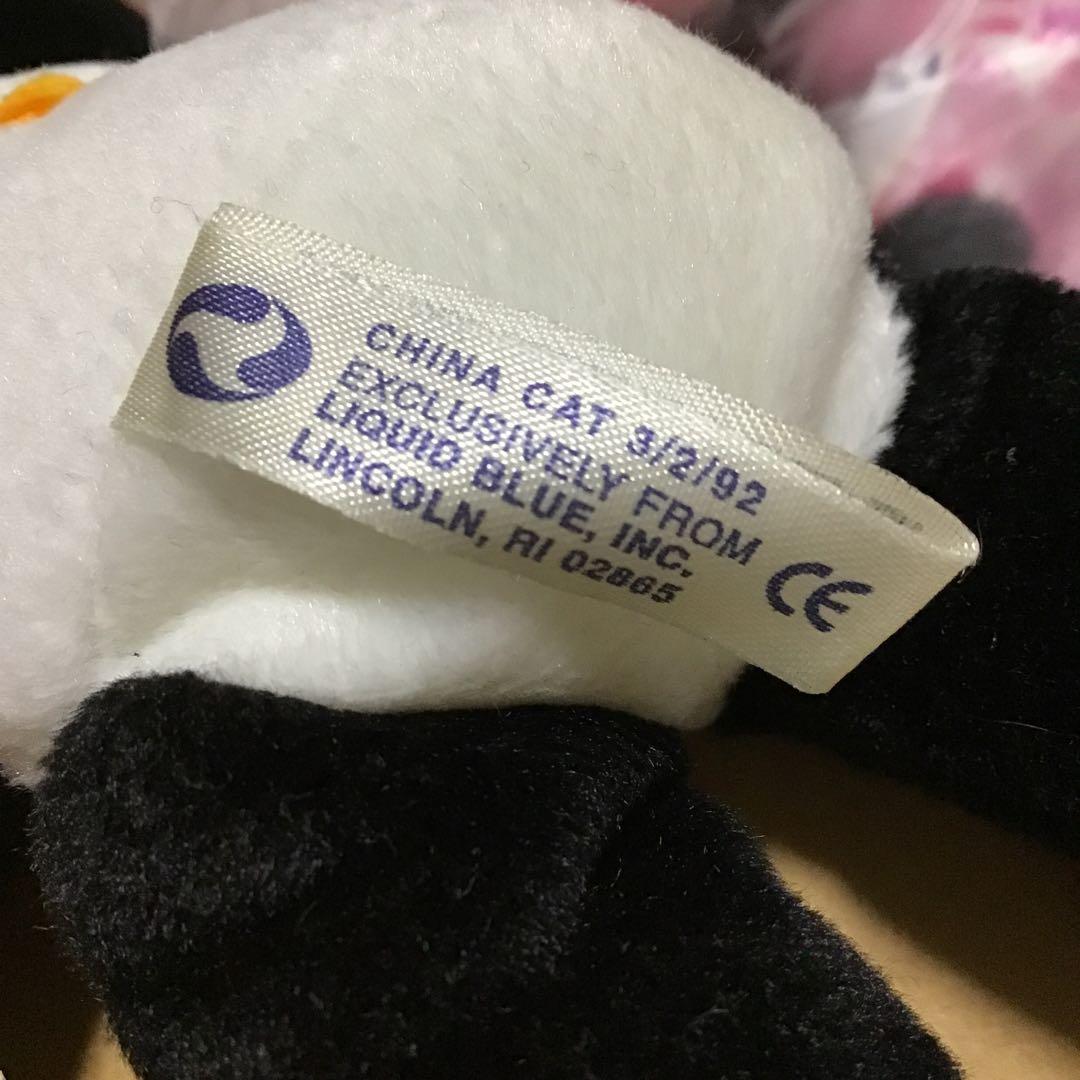 CHINA CAT 3/2/92
EXCLUSIVELY FROM
LIQUID BLUE, INC.
LINCOLN, RI 02865
CE